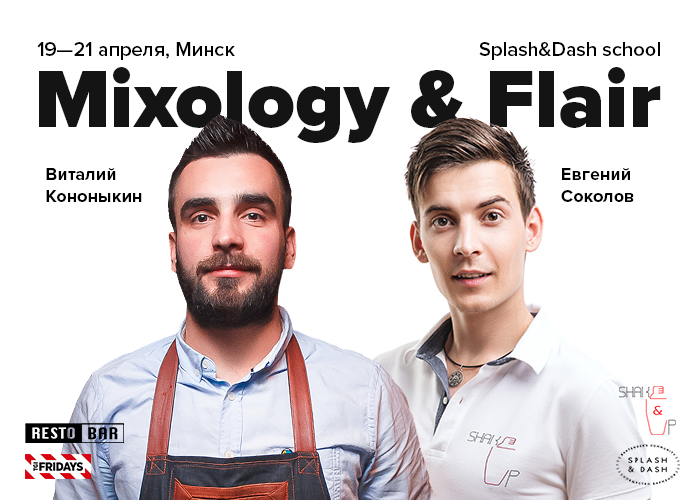 19—21 апреля, Минск
Splash&Dash school
Mixology & Flair
Виталий
Кононыкин
Евгений
Соколов
RESTO BAR
FRIDAYS
SHAKE
&
UP
SHAKE
UP
SPLASH
& DASH